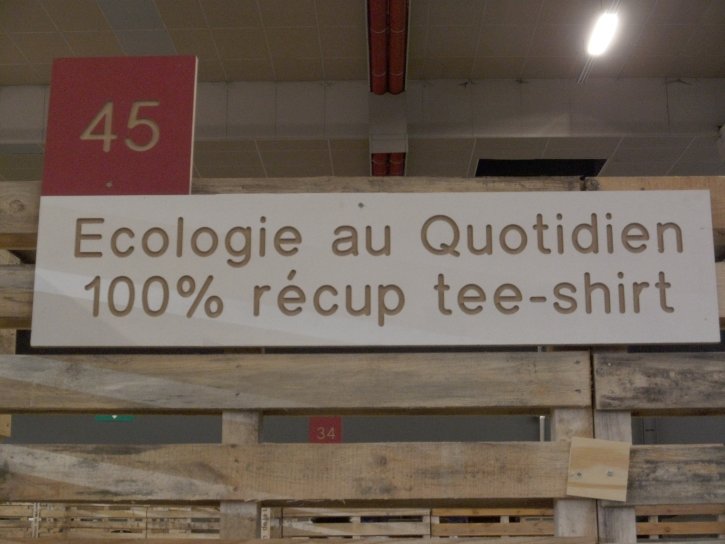 45
Ecologie au Quotidien
100% récup tee-shirt
34